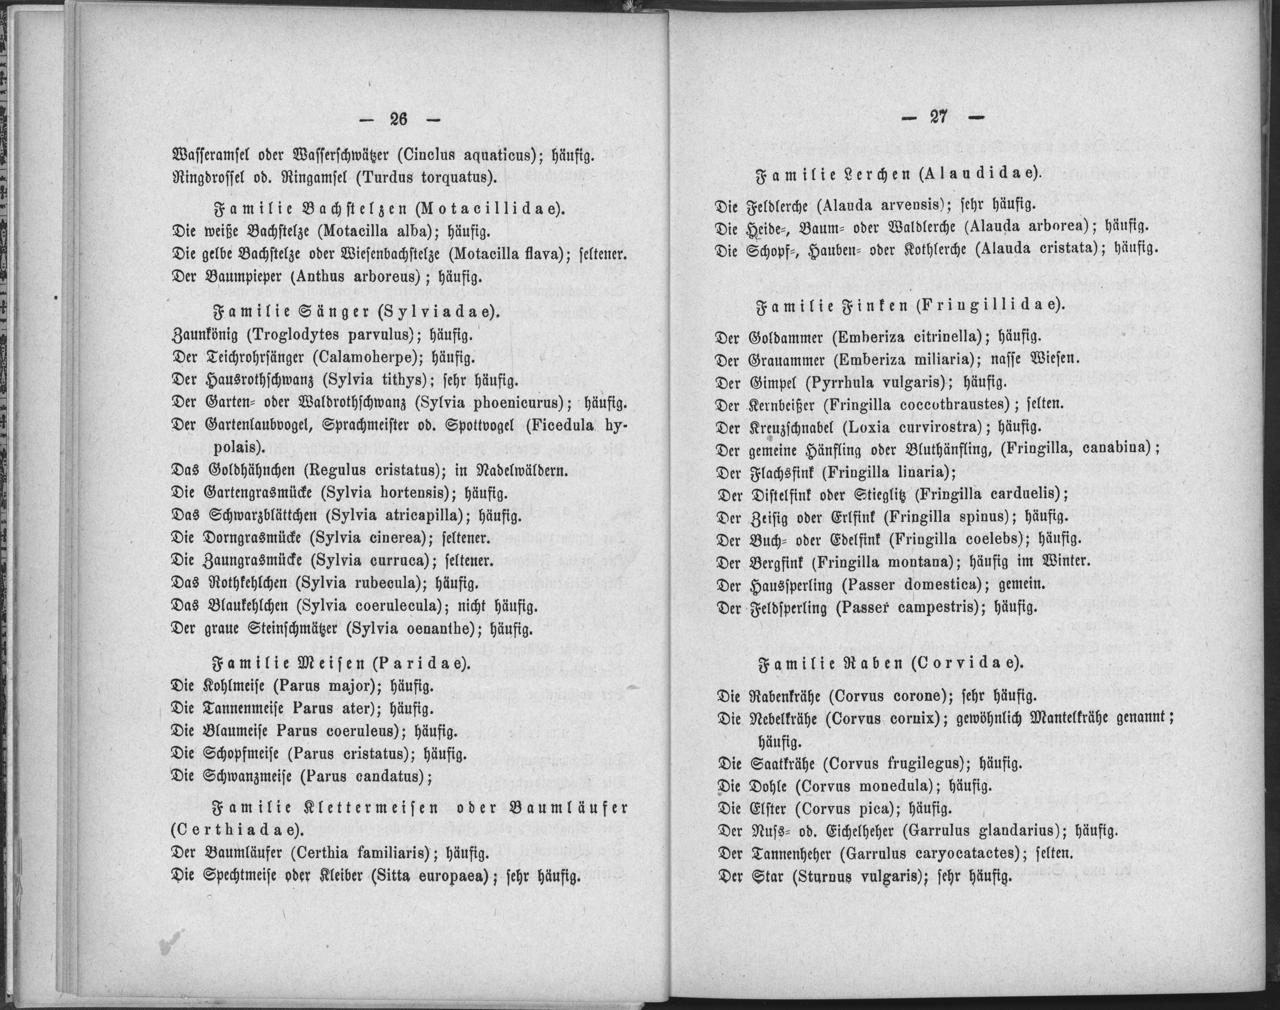 — 26 —
Wasseramsel oder Wasserschwätzer (Cinclus aquaticus); häufig.
Ringdrossel od. Ringamsel (Turdus torquatus).
Familie Bachstelzen (Motacillidae).
Die weiße Bachstelze (Motacilla alba); häufig.
Die gelbe Bachstelze oder Wiesenbachstelze (Motacilla flava); seltener.
Der Baumpieper (Anthus arboreus); häufig.
Familie Sänger (Sylviadae).
Zaunkönig (Troglodytes parvulus); häufig.
Der Teichrohrsänger (Calamoherpe); häufig.
Der Hausrothschwanz (Sylvia tithys); sehr häufig.
Der Garten- oder Waldrothschwanz (Sylvia phoenicurus); häufig.
Der Gartenlaubvogel, Sprachmeister od. Spottvogel (Ficedula hy-
polais).
Das Goldhähnchen (Regulus cristatus); in Nadelwäldern.
Die Gartengrasmücke (Sylvia hortensis); häufig.
Das Schwarzblättchen (Sylvia atricapilla); häufig.
Die Dorngrasmücke (Sylvia cinerea); seltener.
Die Zaungrasmücke (Sylvia curruca); seltener.
Das Rothkehlchen (Sylvia rubecula); häufig.
Das Blaukehlchen (Sylvia coerulecula); nicht häufig.
Der graue Steinschmätzer (Sylvia oenanthe); häufig.
Familie Meisen (Paridae).
Die Kohlmeise (Parus major); häufig.
Die Tannenmeise Parus ater); häufig.
Die Blaumeise Parus coeruleus); häufig.
Die Schopfmeise (Parus cristatus); häufig.
Die Schwanzmeise (Parus candatus);
Familie Klettermeisen oder Baumläufer
(Certhiadae).
Der Baumläufer (Certhia familiaris); häufig.
Die Spechtmeise oder Kleiber (Sitta europaea); sehr häufig.
— 27 —
Familie Lerchen (Alaudidae).
Die Feldlerche (Alauda arvensis); sehr häufig.
Die Heide-, Baum- oder Waldlerche (Alauda arborea); häufig.
Die Schopf-, Hauben- oder Kothlerche (Alauda cristata); häufig.
Familie Finken (Fringillidae).
Der Goldammer (Emberiza citrinella); häufig.
Der Grauammer (Emberiza miliaria); nasse Wiesen.
Der Gimpel (Pyrrhula vulgaris); häufig.
Der Kernbeißer (Fringilla coccothraustes); selten.
Der Kreuzschnabel (Loxia curvirostra); häufig.
Der gemeine Hänfling oder Bluthänfling, (Fringilla, canabina);
Der Flachsfink (Fringilla linaria);
Der Distelfink oder Stieglitz (Fringilla carduelis);
Der Zeisig oder Erlfink (Fringilla spinus); häufig.
Der Buch- oder Edelfink (Fringilla coelebs); häufig.
Der Bergfink (Fringilla montana); häufig im Winter.
Der Haussperling (Passer domestica); gemein.
Der Feldsperling (Passer campestris); häufig.
Familie Raben (Corvidae).
Die Rabenkrähe (Corvus corone); sehr häufig.
Die Nebelkrähe (Corvus cornix); gewöhnlich Mantelkrähe genannt;
häufig.
Die Saatkrähe (Corvus frugilegus); häufig.
Die Dohle (Corvus monedula); häufig.
Die Elster (Corvus pica); häufig.
Der Nuss- od. Eichelheher (Garrulus glandarius); häufig.
Der Tannenheher (Garrulus caryocatactes); selten.
Der Star (Sturnus vulgaris); sehr häufig.